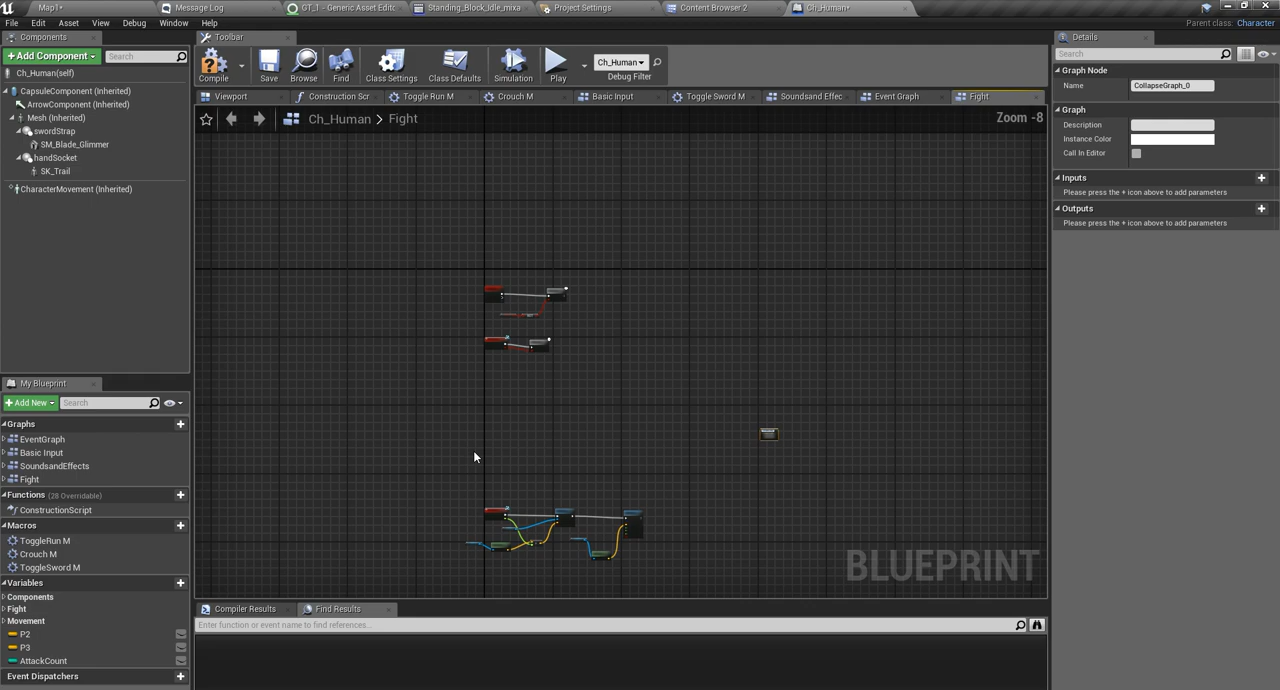 Map1•
Message Log
GT_1 - Generic Asset Editc
Standing_Block_Idle_mixa
Project Settings
Content Browser 2
Ch_Human•
File
Edit
Asset
View
Debug
Window
Help
Parent class: Character
Components
+ Add Component
Search
Ch_Human(self)
CapsuleComponent (Inherited)
ArrowComponent (Inherited)
Mesh (Inherited)
swordStrap
SM_Blade_Glimmer
handSocket
SK_Trail
CharacterMovement (Inherited)
My Blueprint
+ Add New
Search
Graphs
EventGraph
Basic Input
SoundsandEffects
Fight
Functions (28 Overridable)
ConstructionScript
Macros
ToggleRun M
Crouch M
ToggleSword M
Variables
Components
Fight
Movement
P2
P3
AttackCount
Event Dispatchers
Toolbar
Compile
Save
Browse
Find
Class Settings
Class Defaults
Simulation
Play
Ch_Human
Debug Filter
Viewport
Construction Scr
Toggle Run M
Crouch M
Basic Input
Toggle Sword M
Soundsand Effec
Event Graph
Fight
Ch_Human > Fight
Zoom -8
BLUEPRINT
Compiler Results
Find Results
Enter function or event name to find references...
Details
Search
Graph Node
Name
CollapseGraph_0
Graph
Description
Instance Color
Call In Editor
Inputs
Please press the + icon above to add parameters
Outputs
Please press the + icon above to add parameters